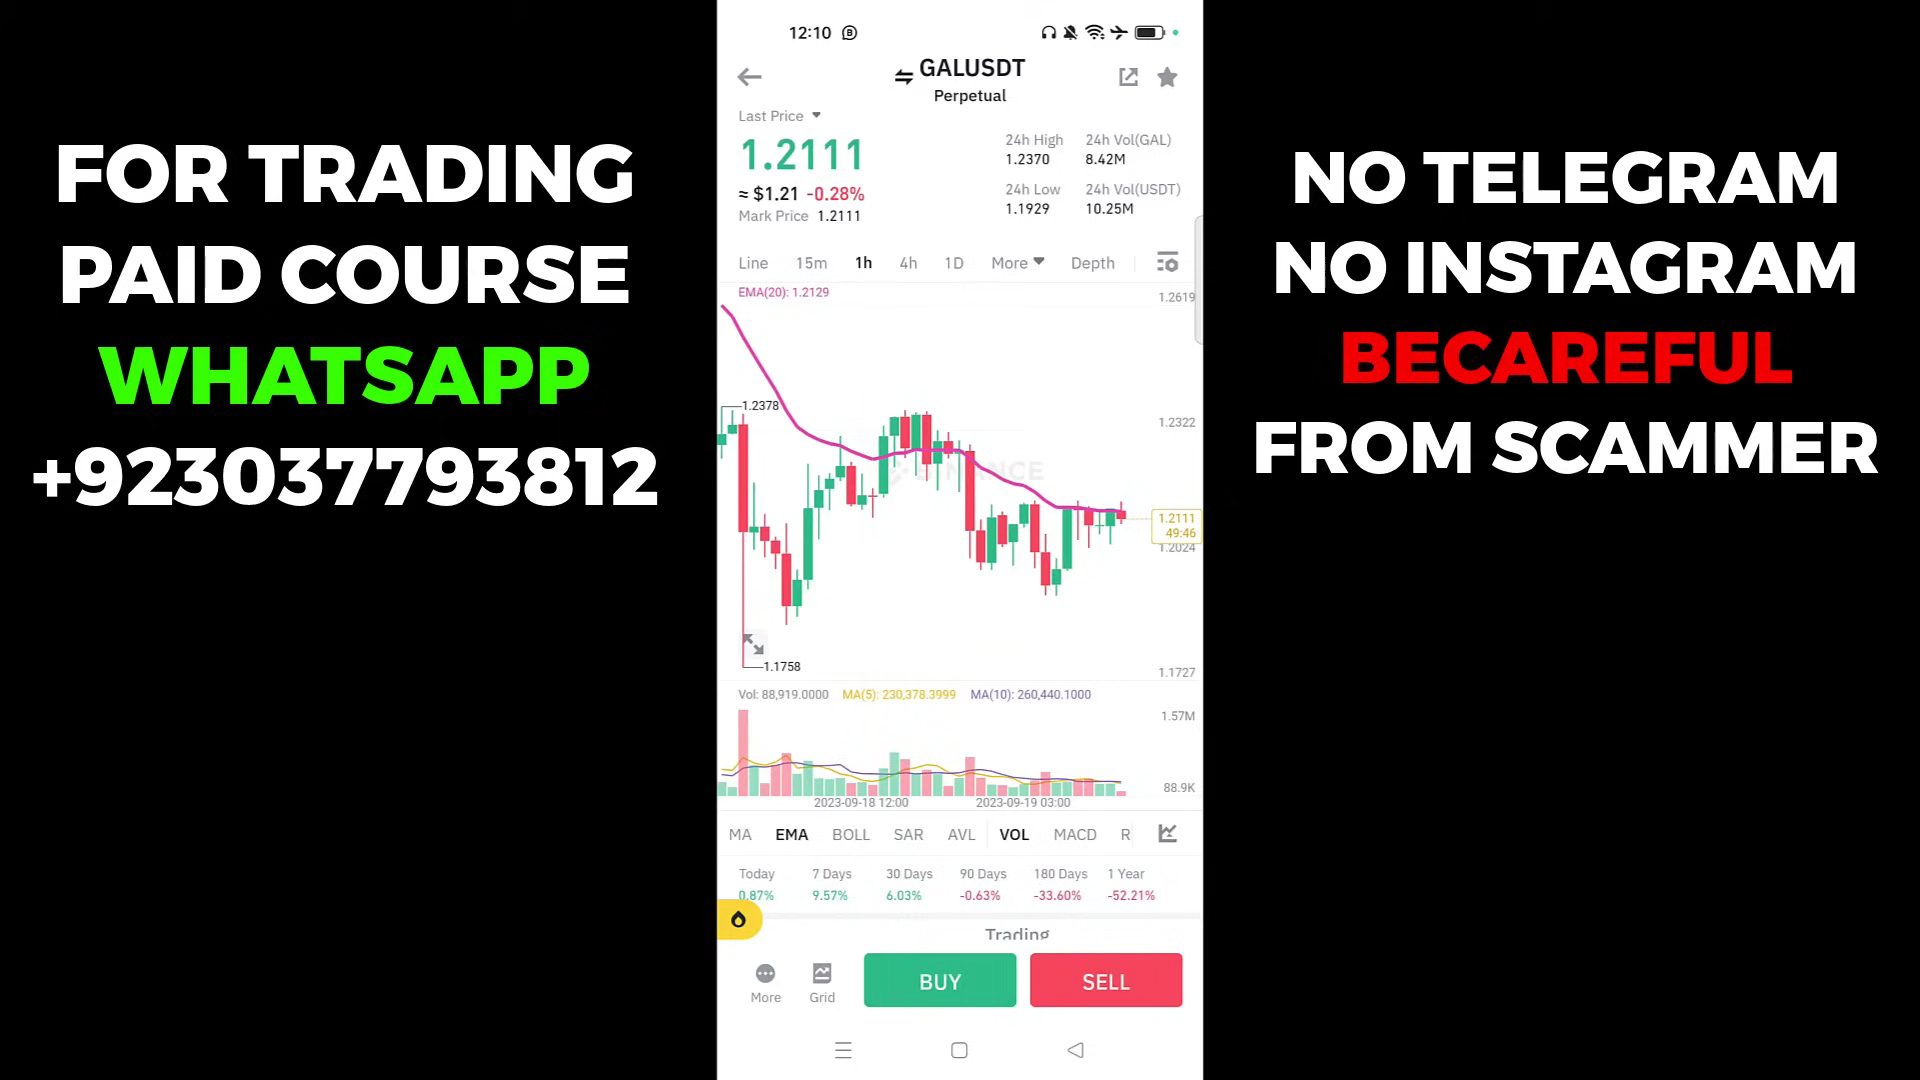 FOR TRADING
PAID COURSE
WHATSAPP
+923037793812
12:10
GALUSDT
Perpetual
Last Price
1.2111
≈ $1.21 -0.28%
Mark Price 1.2111
24h High
1.2370
24h Vol(GAL)
8.42M
24h Low
1.1929
24h Vol(USDT)
10.25M
Line 15m 1h 4h 1D More Depth
EMA(20): 1.2129
1.2619
1.2378
1.2322
BINANCE
1.2111
49:46
1.2024
1.1758
1.1727
Vol: 88,919.0000 MA(5): 230,378.3999 MA(10): 260,440.1000
1.57M
88.9K
2023-09-18 12:00 2023-09-19 03:00
MA EMA BOLL SAR AVL VOL MACD R
Today 7 Days 30 Days 90 Days 180 Days 1 Year
0.87% 9.57% 6.03% -0.63% -33.60% -52.21%
Trading
More Grid BUY SELL
NO TELEGRAM
NO INSTAGRAM
BECAREFUL
FROM SCAMMER